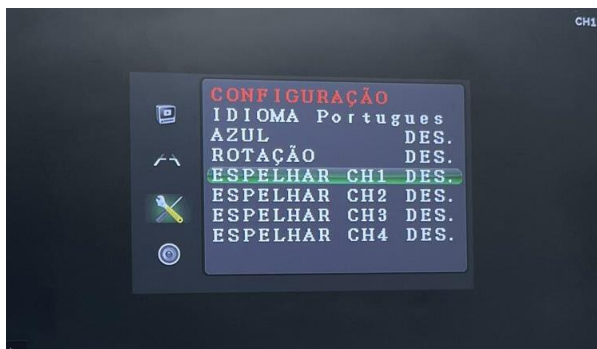 CH1
CONFIGURAÇÃO
IDIOMA Portugues
AZUL DES.
ROTAÇÃO DES.
ESPELHAR CH1 DES.
ESPELHAR CH2 DES.
ESPELHAR CH3 DES.
ESPELHAR CH4 DES.